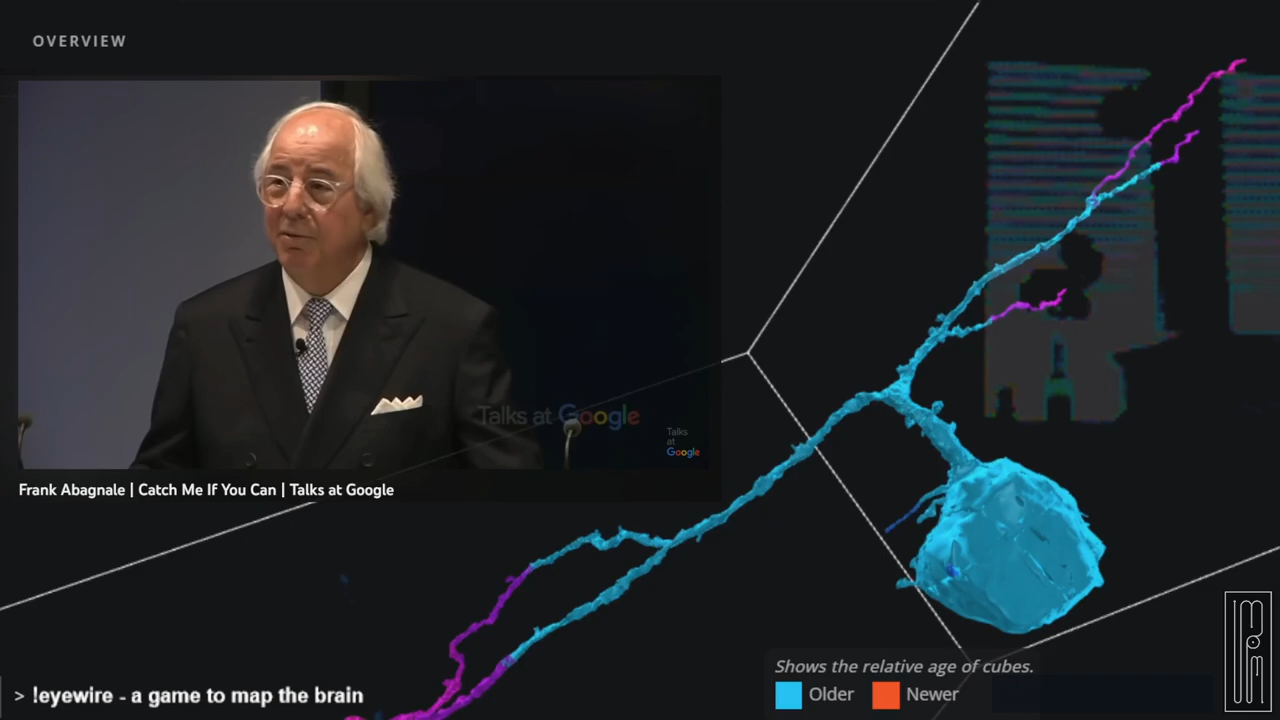 OVERVIEW
Talks at Google
Talks
at
Google
Frank Abagnale | Catch Me If You Can | Talks at Google
Shows the relative age of cubes.
Older
Newer
> !eyewire - a game to map the brain